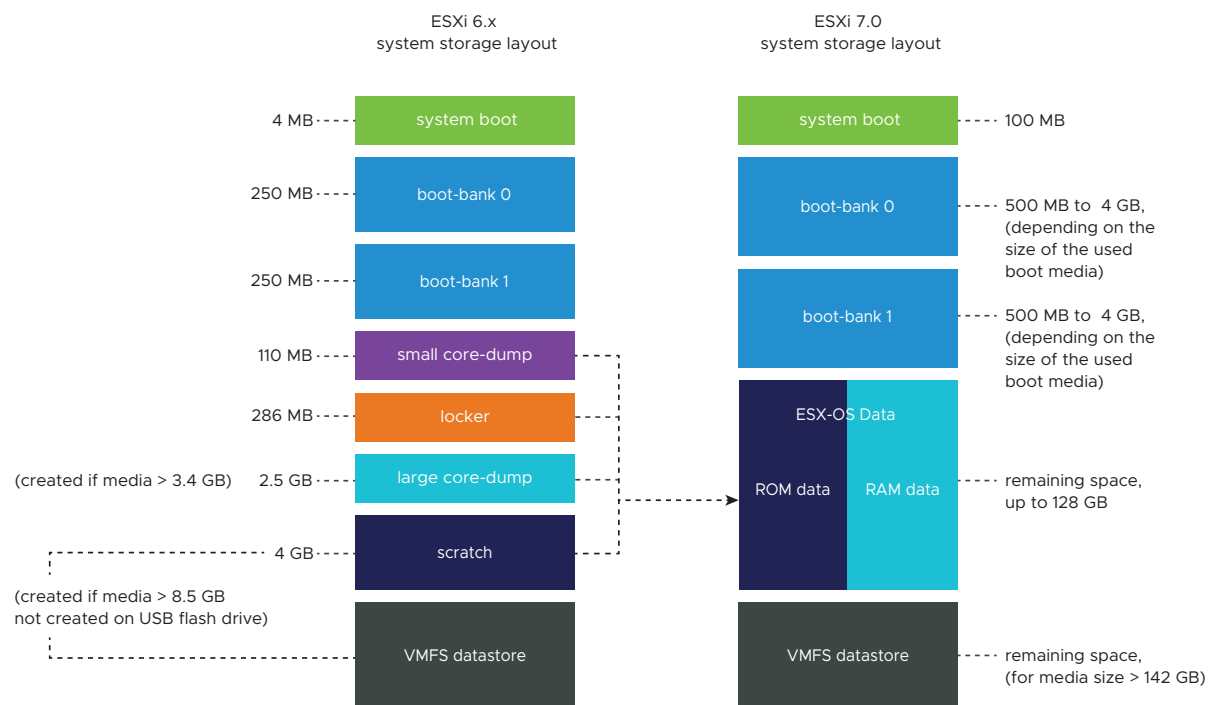 ESXi 6.x
system storage layout
4 MB
system boot
250 MB
boot-bank 0
250 MB
boot-bank 1
110 MB
small core-dump
286 MB
locker
(created if media > 3.4 GB)
2.5 GB
large core-dump
4 GB
scratch
(created if media > 8.5 GB
not created on USB flash drive)
VMFS datastore
ESXi 7.0
system storage layout
system boot
100 MB
boot-bank 0
500 MB to 4 GB,
(depending on the
size of the used
boot media)
boot-bank 1
500 MB to 4 GB,
(depending on the
size of the used
boot media)
ESX-OS Data
ROM data
RAM data
remaining space,
up to 128 GB
VMFS datastore
remaining space,
(for media size > 142 GB)